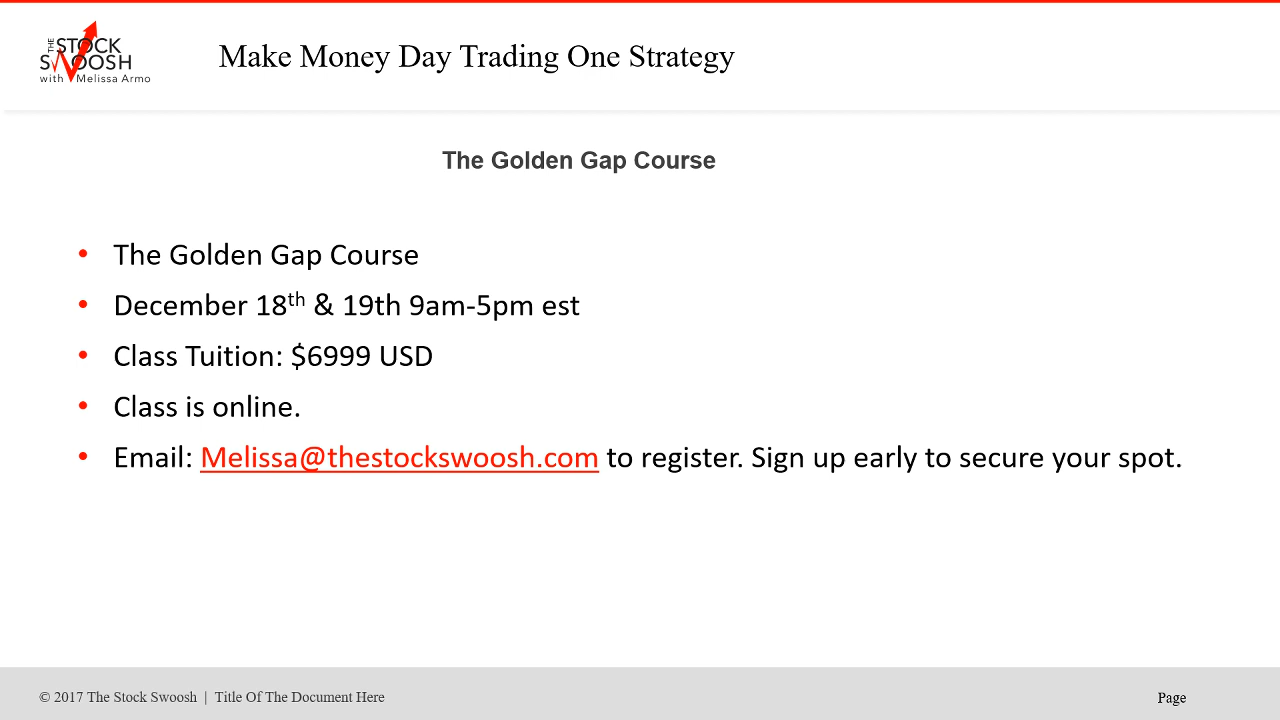 THE STOCK
SWOOSH
with Melissa Armo
Make Money Day Trading One Strategy
The Golden Gap Course
• The Golden Gap Course
• December 18th & 19th 9am-5pm est
• Class Tuition: $6999 USD
• Class is online.
• Email: Melissa@thestockswoosh.com to register. Sign up early to secure your spot.
© 2017 The Stock Swoosh | Title Of The Document Here
Page